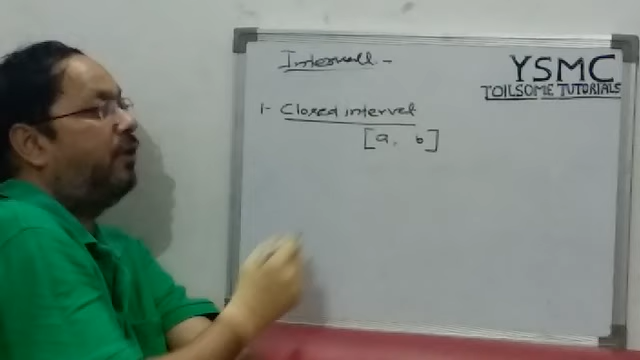 Intervall -
YSMC
TOILSOME TUTORIALS
1- Closed interval
[a, b]